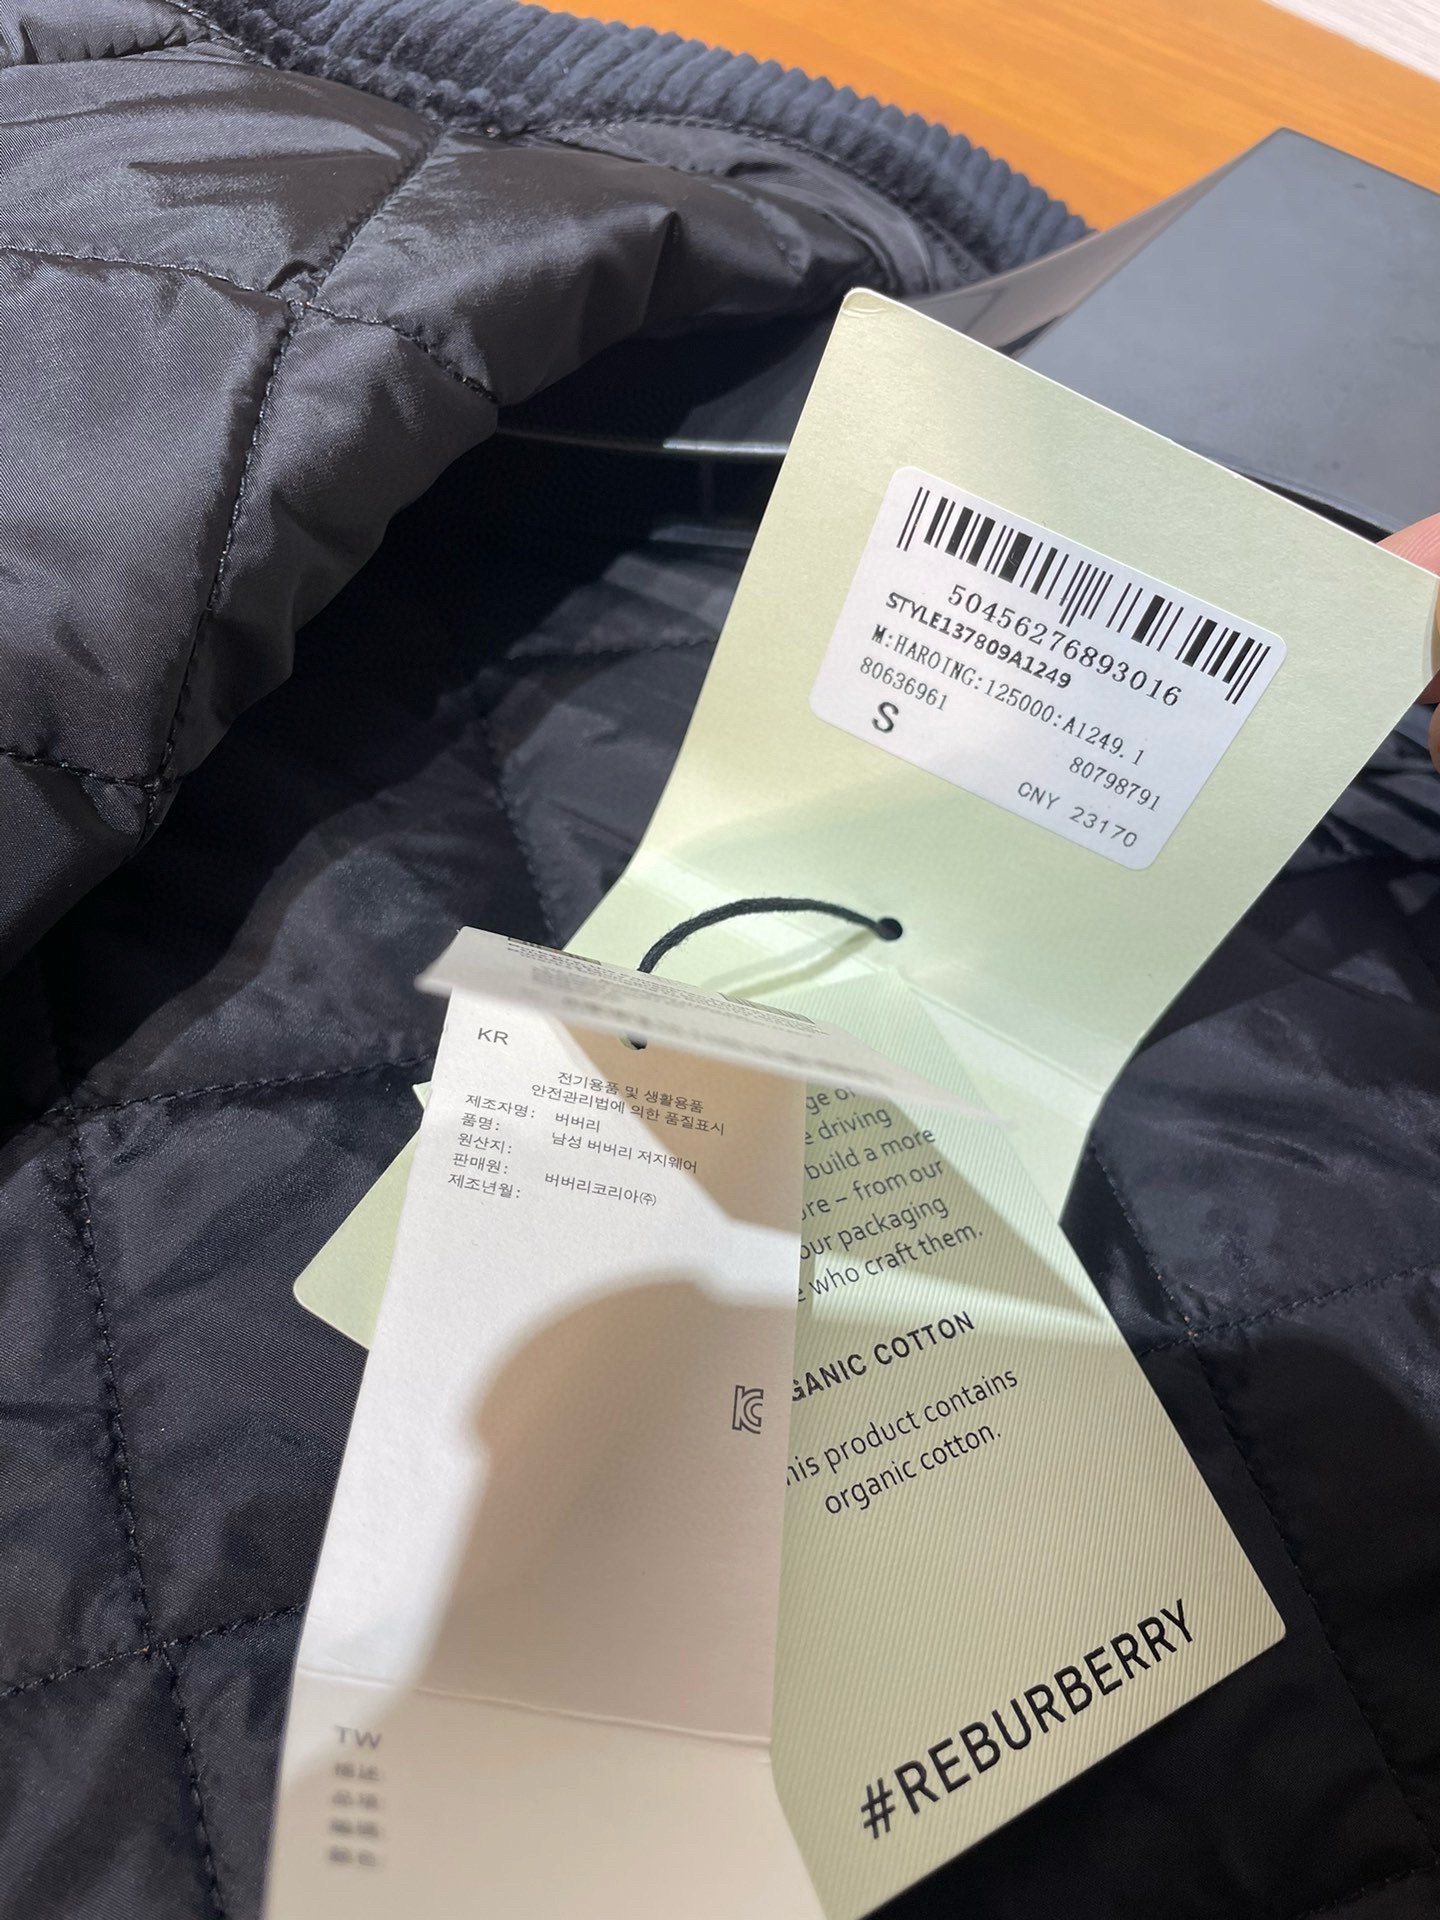 5045627689301​6
STYLE137809A1249
M:HAROING:125000:A1249.1
80636961
80798791
S
CNY 23170
KR
전기용품 및 생활용품
안전관리법에 의한 품질표시
제조자명: 버버리
품명: 남성 버버리 저지웨어
원산지:
판매원: 버버리코리아㈜
제조년월:
TW
driving
build a more
– from our
our packaging
who craft them.
GANIC COTTON
his product contains
organic cotton.
#REBURBERRY